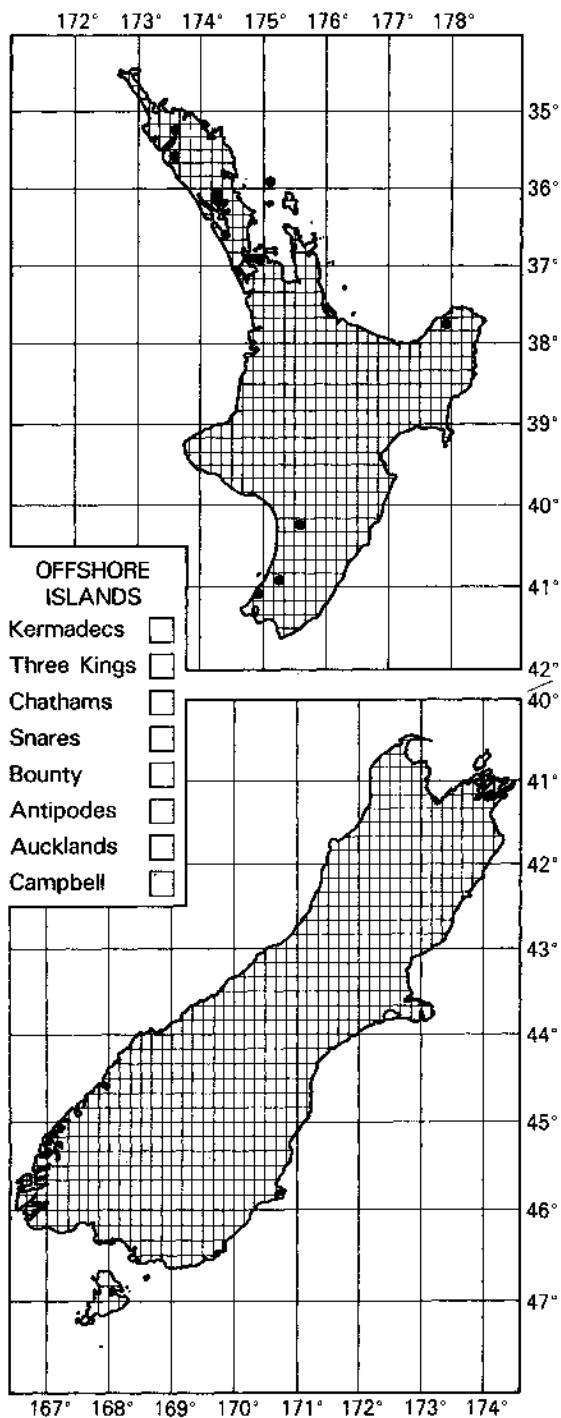 172° 173° 174° 175° 176° 177° 178°
35°
36°
37°
38°
39°
40°
41°
42°
OFFSHORE
ISLANDS
Kermadecs
Three Kings
Chathams
Snares
Bounty
Antipodes
Aucklands
Campbell
40°
41°
42°
43°
44°
45°
46°
47°
167° 168° 169° 170° 171° 172° 173° 174°